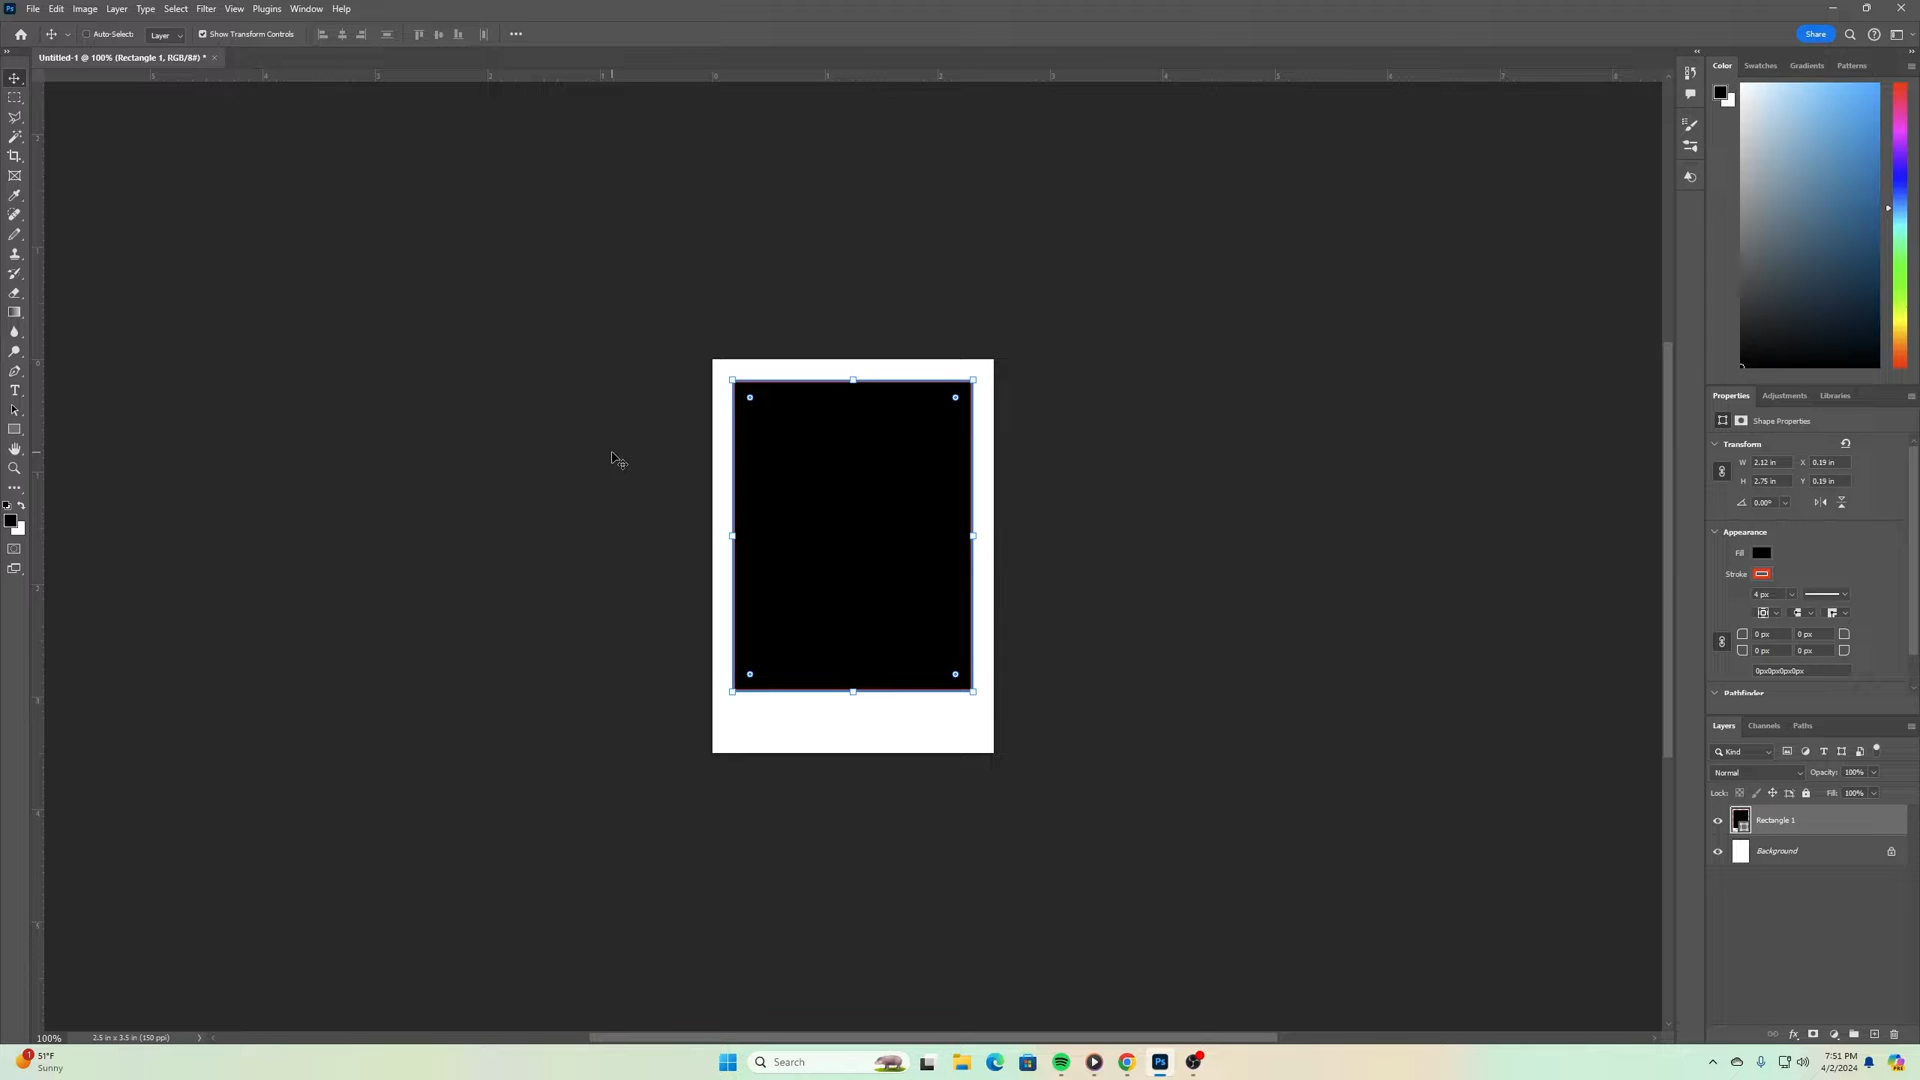 File Edit Image Layer Type Select Filter View Plugins Window Help
Auto-Select: Layer Show Transform Controls Share
Untitled-1 @ 100% (Rectangle 1, RGB/8#) *
Color Swatches Gradients Patterns
Properties Adjustments Libraries
Shape Properties
Transform
W 2.12 in X 0.19 in
H 2.75 in Y 0.19 in
0.00°
Appearance
Fill
Stroke
4 px
0 px 0 px
0 px 0 px
0px0px0px0px
Pathfinder
Layers Channels Paths
Kind
Normal Opacity: 100%
Lock: Fill: 100%
Rectangle 1
Background
100% 2.5 in x 3.5 in (150 ppi)
51°F
Sunny
Search
7:51 PM
4/2/2024